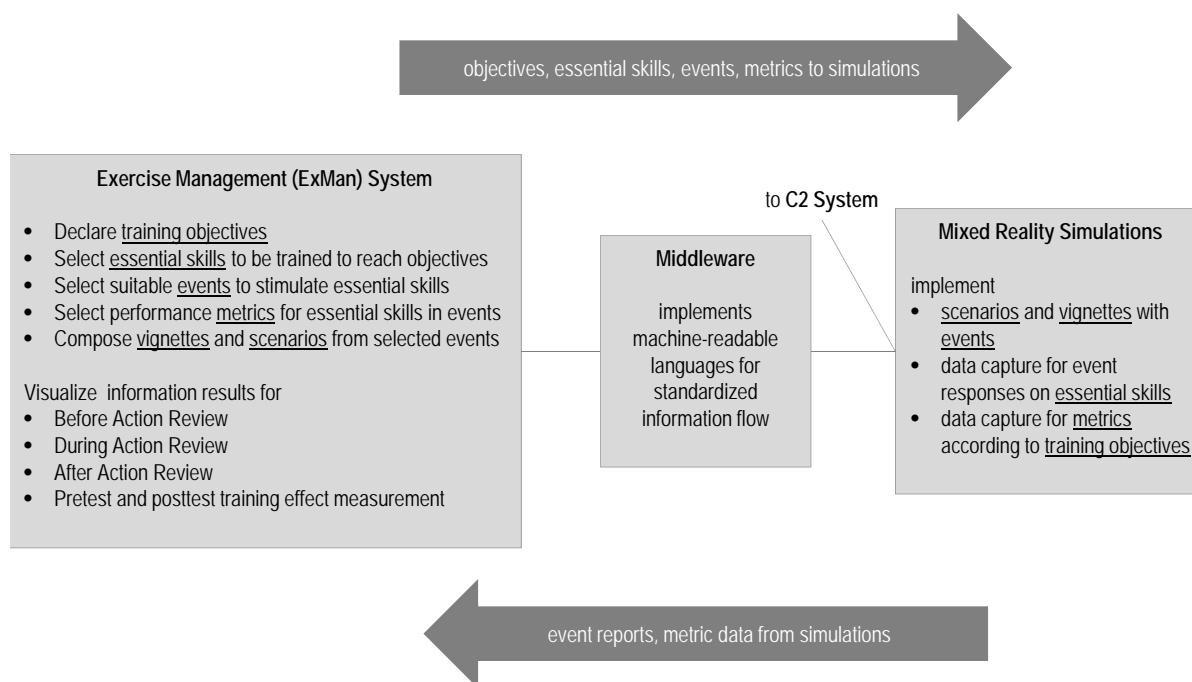 objectives, essential skills, events, metrics to simulations
Exercise Management (ExMan) System
• Declare training objectives
• Select essential skills to be trained to reach objectives
• Select suitable events to stimulate essential skills
• Select performance metrics for essential skills in events
• Compose vignettes and scenarios from selected events
Visualize information results for
• Before Action Review
• During Action Review
• After Action Review
• Pretest and posttest training effect measurement
Middleware
implements
machine-readable
languages for
standardized
information flow
to C2 System
Mixed Reality Simulations
implement
• scenarios and vignettes with
events
• data capture for event
responses on essential skills
• data capture for metrics
according to training objectives
event reports, metric data from simulations